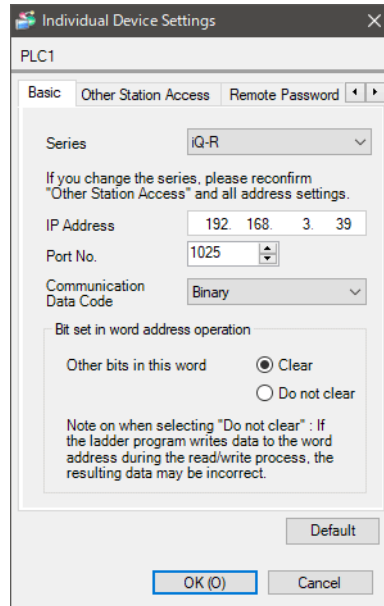 Individual Device Settings
PLC1
Basic Other Station Access Remote Password
Series iQ-R
If you change the series, please reconfirm
"Other Station Access" and all address settings.
IP Address 192. 168. 3. 39
Port No. 1025
Communication
Data Code Binary
Bit set in word address operation
Other bits in this word Clear
Do not clear
Note on when selecting "Do not clear" : If
the ladder program writes data to the word
address during the read/write process, the
resulting data may be incorrect.
Default
OK (O) Cancel